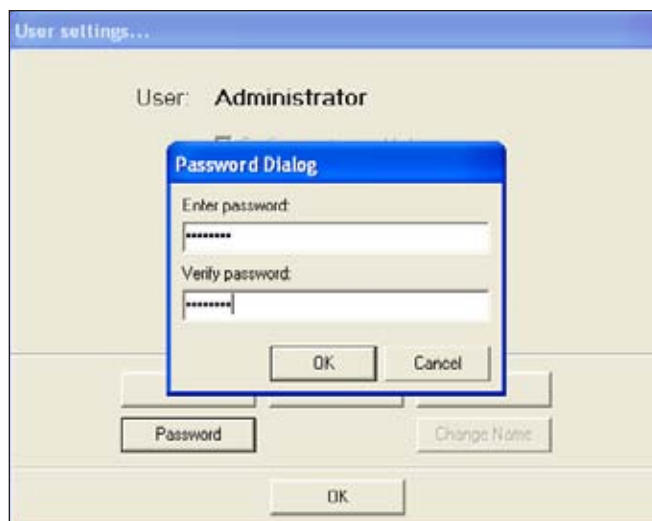 User settings...
User: Administrator
Password Dialog
Enter password:
••••••••
Verify password:
••••••••
OK Cancel
Password Change Name
OK